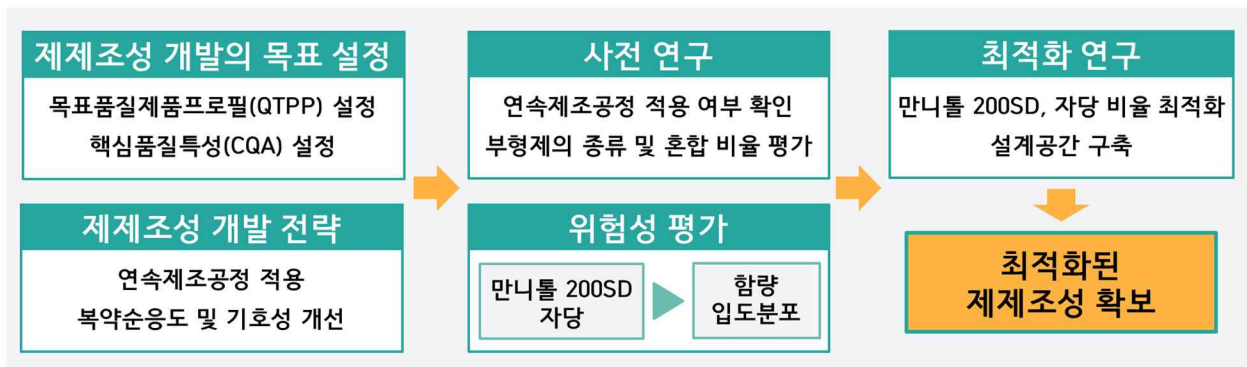 제제조성 개발의 목표 설정
목표품질제품프로필(QTPP) 설정
핵심품질특성(CQA) 설정
제제조성 개발 전략
연속제조공정 적용
복약순응도 및 기호성 개선
사전 연구
연속제조공정 적용 여부 확인
부형제의 종류 및 혼합 비율 평가
위험성 평가
만니톨 200SD
자당
함량
입도분포
최적화 연구
만니톨 200SD, 자당 비율 최적화
설계공간 구축
최적화된
제제조성 확보